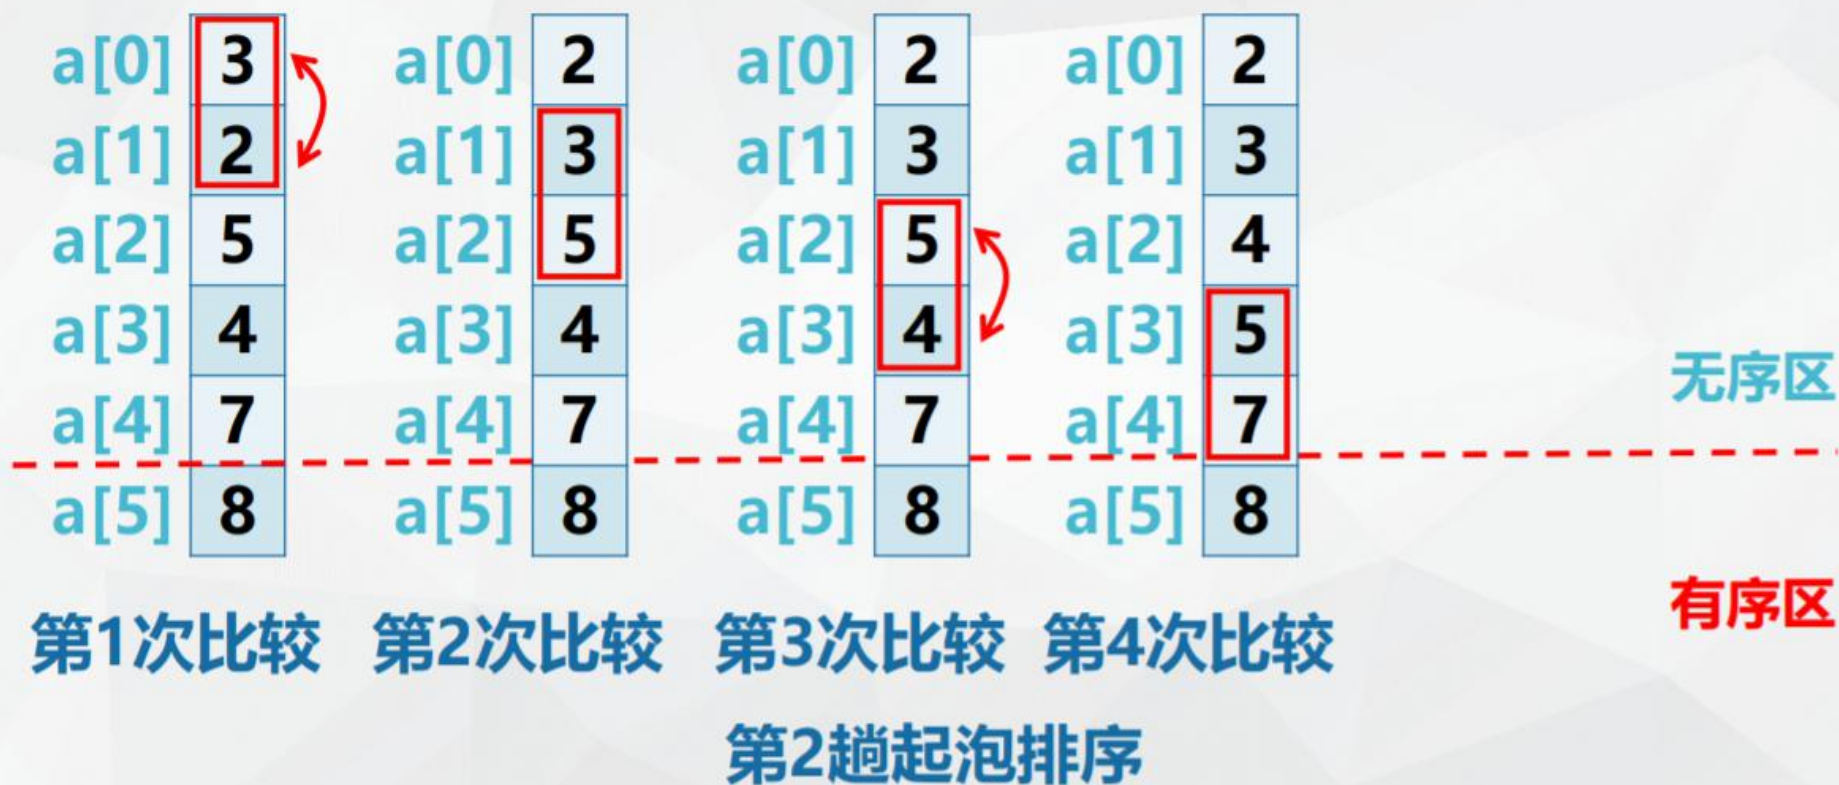 a[0] 3 a[0] 2 a[0] 2 a[0] 2
a[1] 2 a[1] 3 a[1] 3 a[1] 3
a[2] 5 a[2] 5 a[2] 5 a[2] 4
a[3] 4 a[3] 4 a[3] 4 a[3] 5
无序区
a[4] 7 a[4] 7 a[4] 7 a[4] 7
a[5] 8 a[5] 8 a[5] 8 a[5] 8
有序区
第1次比较 第2次比较 第3次比较 第4次比较
第2趟起泡排序